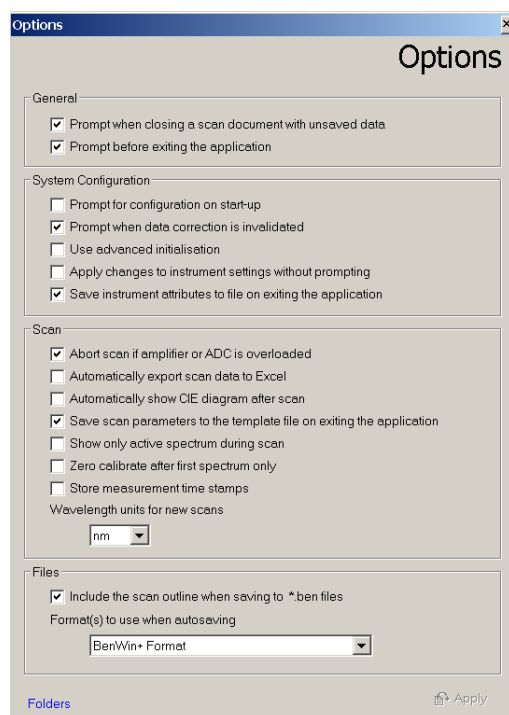 Options
Options
General
Prompt when closing a scan document with unsaved data
Prompt before exiting the application
System Configuration
Prompt for configuration on start-up
Prompt when data correction is invalidated
Use advanced initialisation
Apply changes to instrument settings without prompting
Save instrument attributes to file on exiting the application
Scan
Abort scan if amplifier or ADC is overloaded
Automatically export scan data to Excel
Automatically show CIE diagram after scan
Save scan parameters to the template file on exiting the application
Show only active spectrum during scan
Zero calibrate after first spectrum only
Store measurement time stamps
Wavelength units for new scans
nm
Files
Include the scan outline when saving to *.ben files
Format(s) to use when autosaving
BenWin+ Format
Folders
Apply